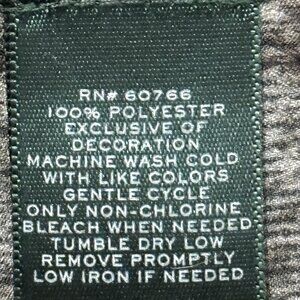 RN# 60766
100% POLYESTER
EXCLUSIVE OF
DECORATION
MACHINE WASH COLD
WITH LIKE COLORS
GENTLE CYCLE
ONLY NON-CHLORINE
BLEACH WHEN NEEDED
TUMBLE DRY LOW
REMOVE PROMPTLY
LOW IRON IF NEEDED